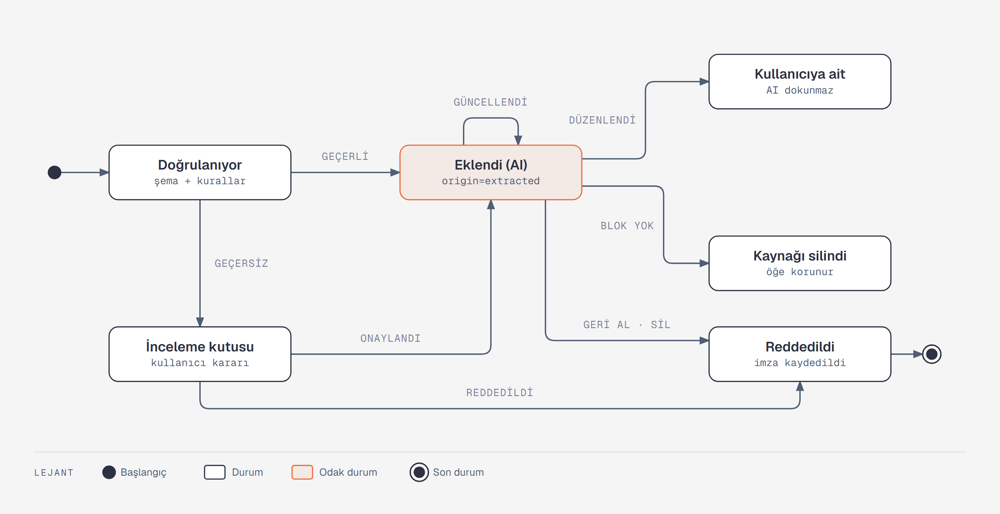 Kullanıcıya ait
AI dokunmaz
GÜNCELLENDİ
DÜZENLENDİ
Doğrulanıyor
şema + kurallar
GEÇERLİ
Eklendi (AI)
origin=extracted
BLOK YOK
Kaynağı silindi
öğe korunur
GEÇERSİZ
GERİ AL · SİL
İnceleme kutusu
kullanıcı kararı
ONAYLANDI
Reddedildi
imza kaydedildi
REDDEDİLDİ
LEJANT
Başlangıç
Durum
Odak durum
Son durum